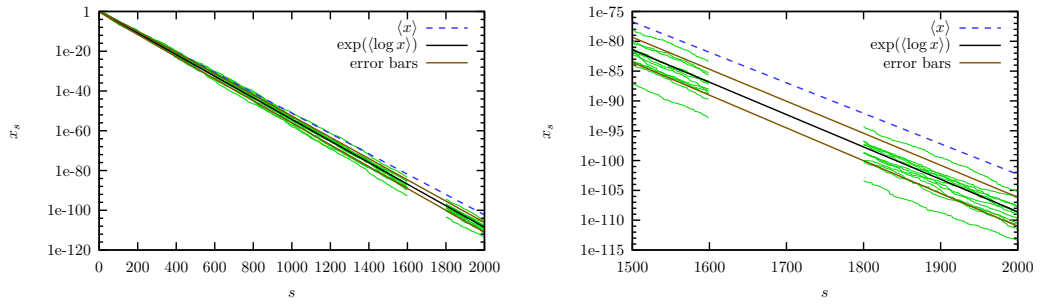 1
1e-20
1e-40
1e-60
1e-80
1e-100
1e-120
0 200 400 600 800 1000 1200 1400 1600 1800 2000
x_s
s
⟨x⟩
exp(⟨log x⟩)
error bars
1e-75
1e-80
1e-85
1e-90
1e-95
1e-100
1e-105
1e-110
1e-115
1500 1600 1700 1800 1900 2000
x_s
s
⟨x⟩
exp(⟨log x⟩)
error bars